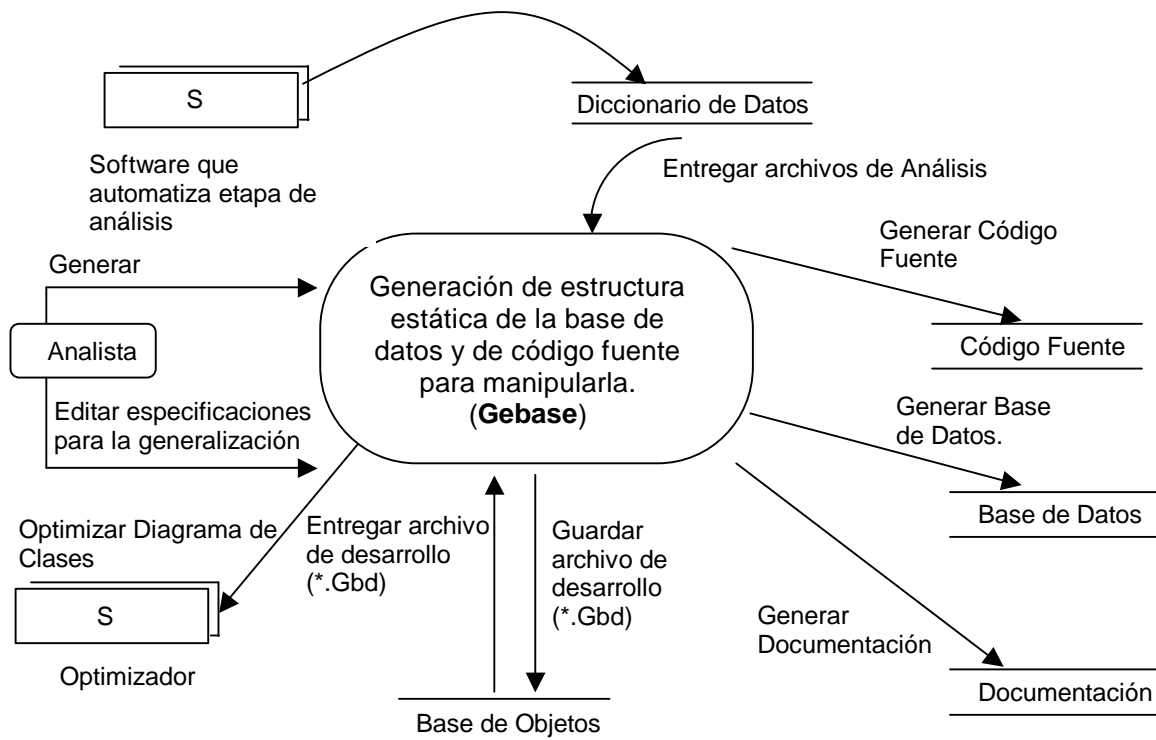 S
Software que
automatiza etapa de
análisis
Diccionario de Datos
Entregar archivos de Análisis
Generar
Analista
Editar especificaciones
para la generalización
Generación de estructura
estática de la base de
datos y de código fuente
para manipularla.
(Gebase)
Generar Código
Fuente
Código Fuente
Generar Base
de Datos.
Base de Datos
Optimizar Diagrama de
Clases
S
Optimizador
Entregar archivo
de desarrollo
(*.Gbd)
Guardar
archivo de
desarrollo
(*.Gbd)
Base de Objetos
Generar
Documentación
Documentación